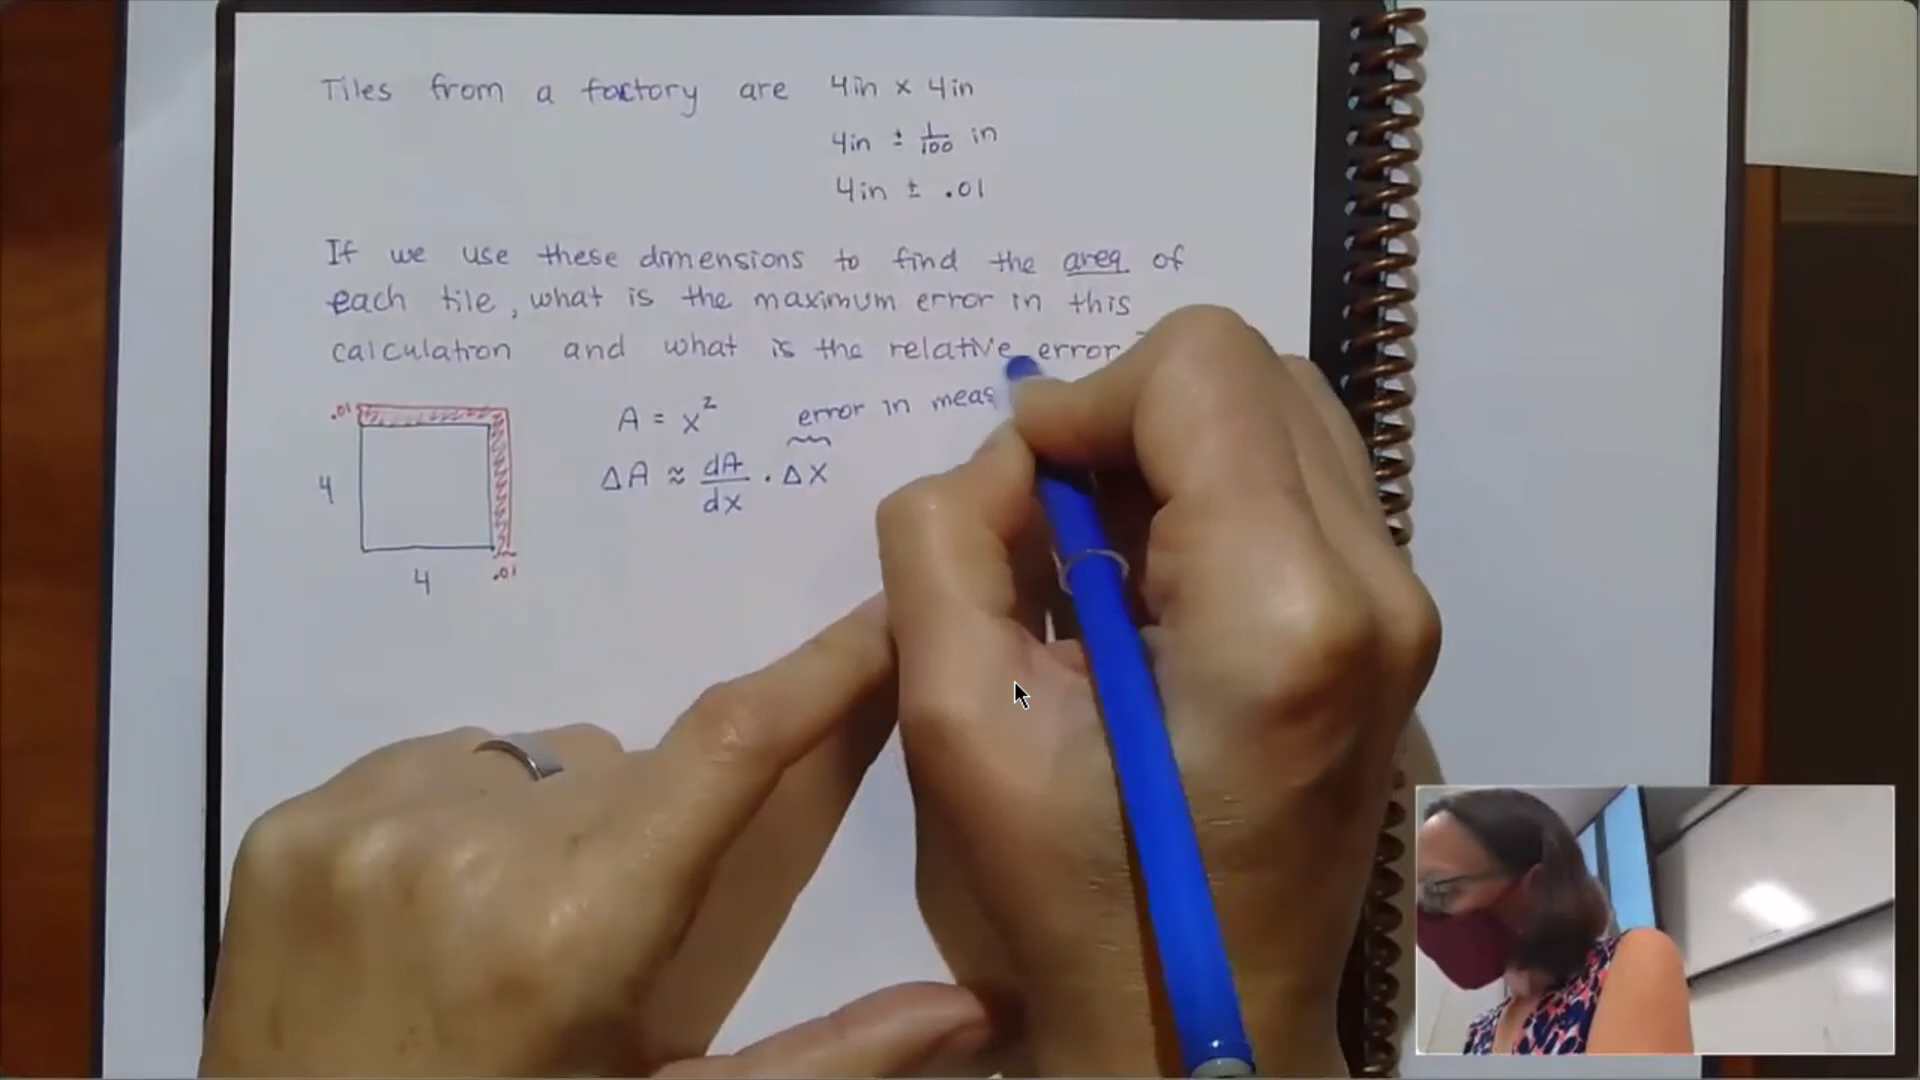 Tiles from a factory are 4in x 4in
4in ± 1/100 in
4in ± .01
If we use these dimensions to find the area of
each tile, what is the maximum error in this
calculation and what is the relative error
.01
4
4
.01
A = x²
error in meas
ΔA ≈ dA/dx · Δx